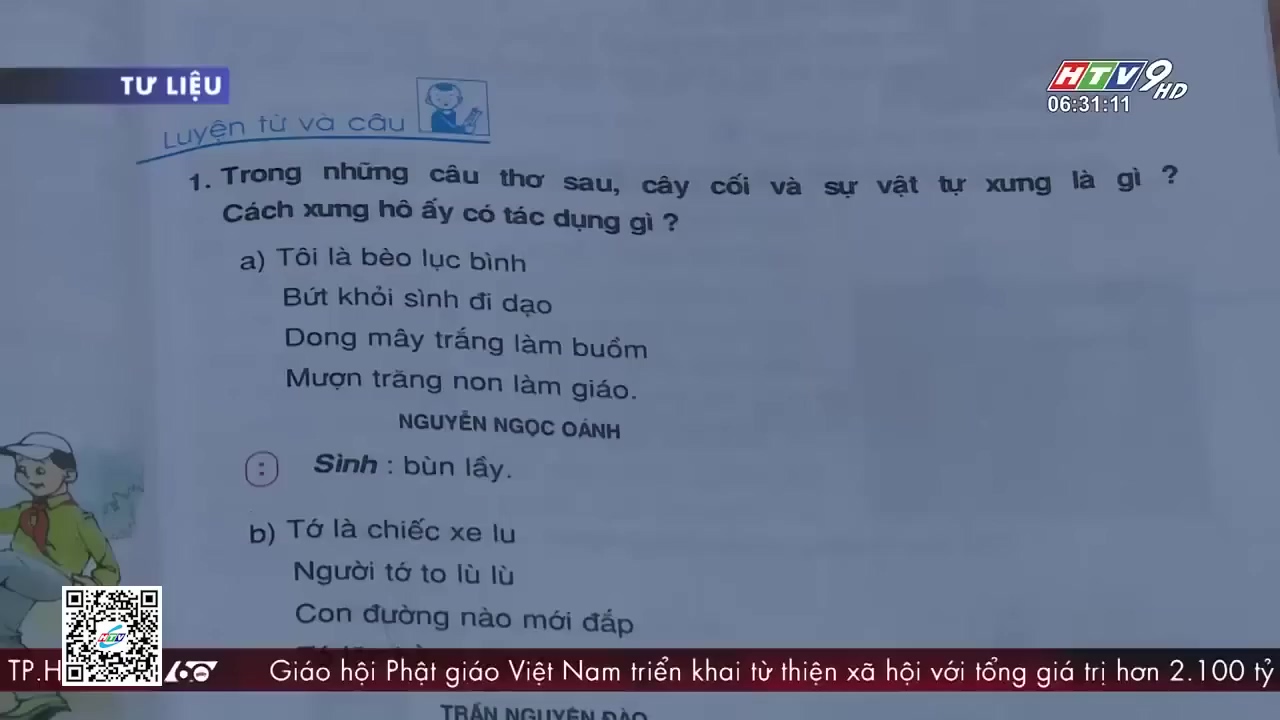 TƯ LIỆU
HTV9 HD
06:31:11
Luyện từ và câu
1. Trong những câu thơ sau, cây cối và sự vật tự xưng là gì ?
Cách xưng hô ấy có tác dụng gì ?
a) Tôi là bèo lục bình
Bứt khỏi sình đi dạo
Dong mây trắng làm buồm
Mượn trăng non làm giáo.
NGUYỄN NGỌC OÁNH
: Sình : bùn lầy.
b) Tớ là chiếc xe lu
Người tớ to lù lù
Con đường nào mới đắp
HTV
TP.H
60
Giáo hội Phật giáo Việt Nam triển khai từ thiện xã hội với tổng giá trị hơn 2.100 tỷ
TRẦN NGUYÊN ĐÀO